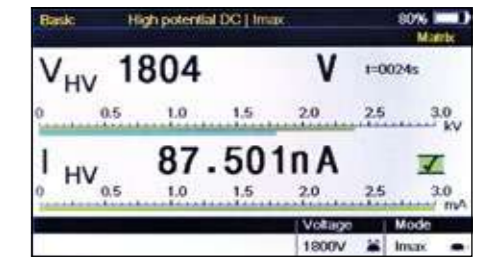 Basic High potential DC | Imax 80%
Matrix
VHV 1804 V t=0024s
0 0.5 1.0 1.5 2.0 2.5 3.0
kV
I HV 87.501nA
0 0.5 1.0 1.5 2.0 2.5 3.0
mA
Voltage Mode
1800V Imax